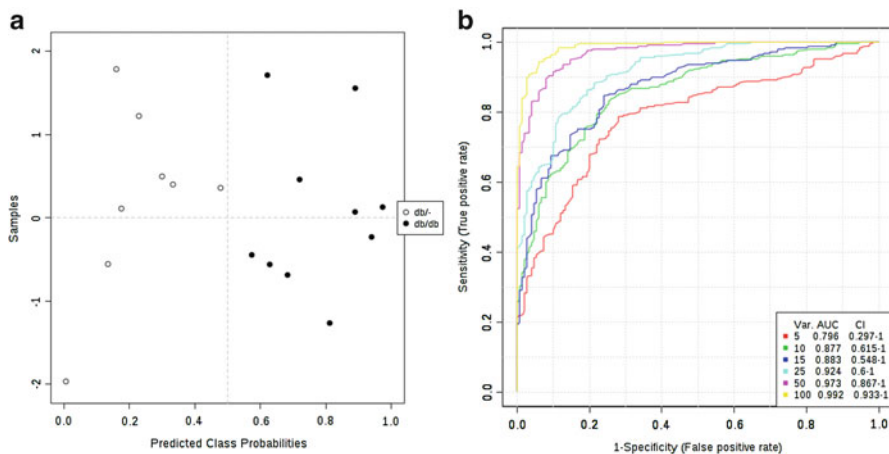 a
2
1
0
-1
-2
Samples
0.0 0.2 0.4 0.6 0.8 1.0
Predicted Class Probabilities
db/-
db/db
b
1.0
0.8
0.6
0.4
0.2
0.0
Sensitivity (True positive rate)
0.0 0.2 0.4 0.6 0.8 1.0
1-Specificity (False positive rate)
Var. AUC CI
5 0.796 0.297-1
10 0.877 0.615-1
15 0.883 0.548-1
25 0.924 0.6-1
50 0.973 0.867-1
100 0.992 0.933-1